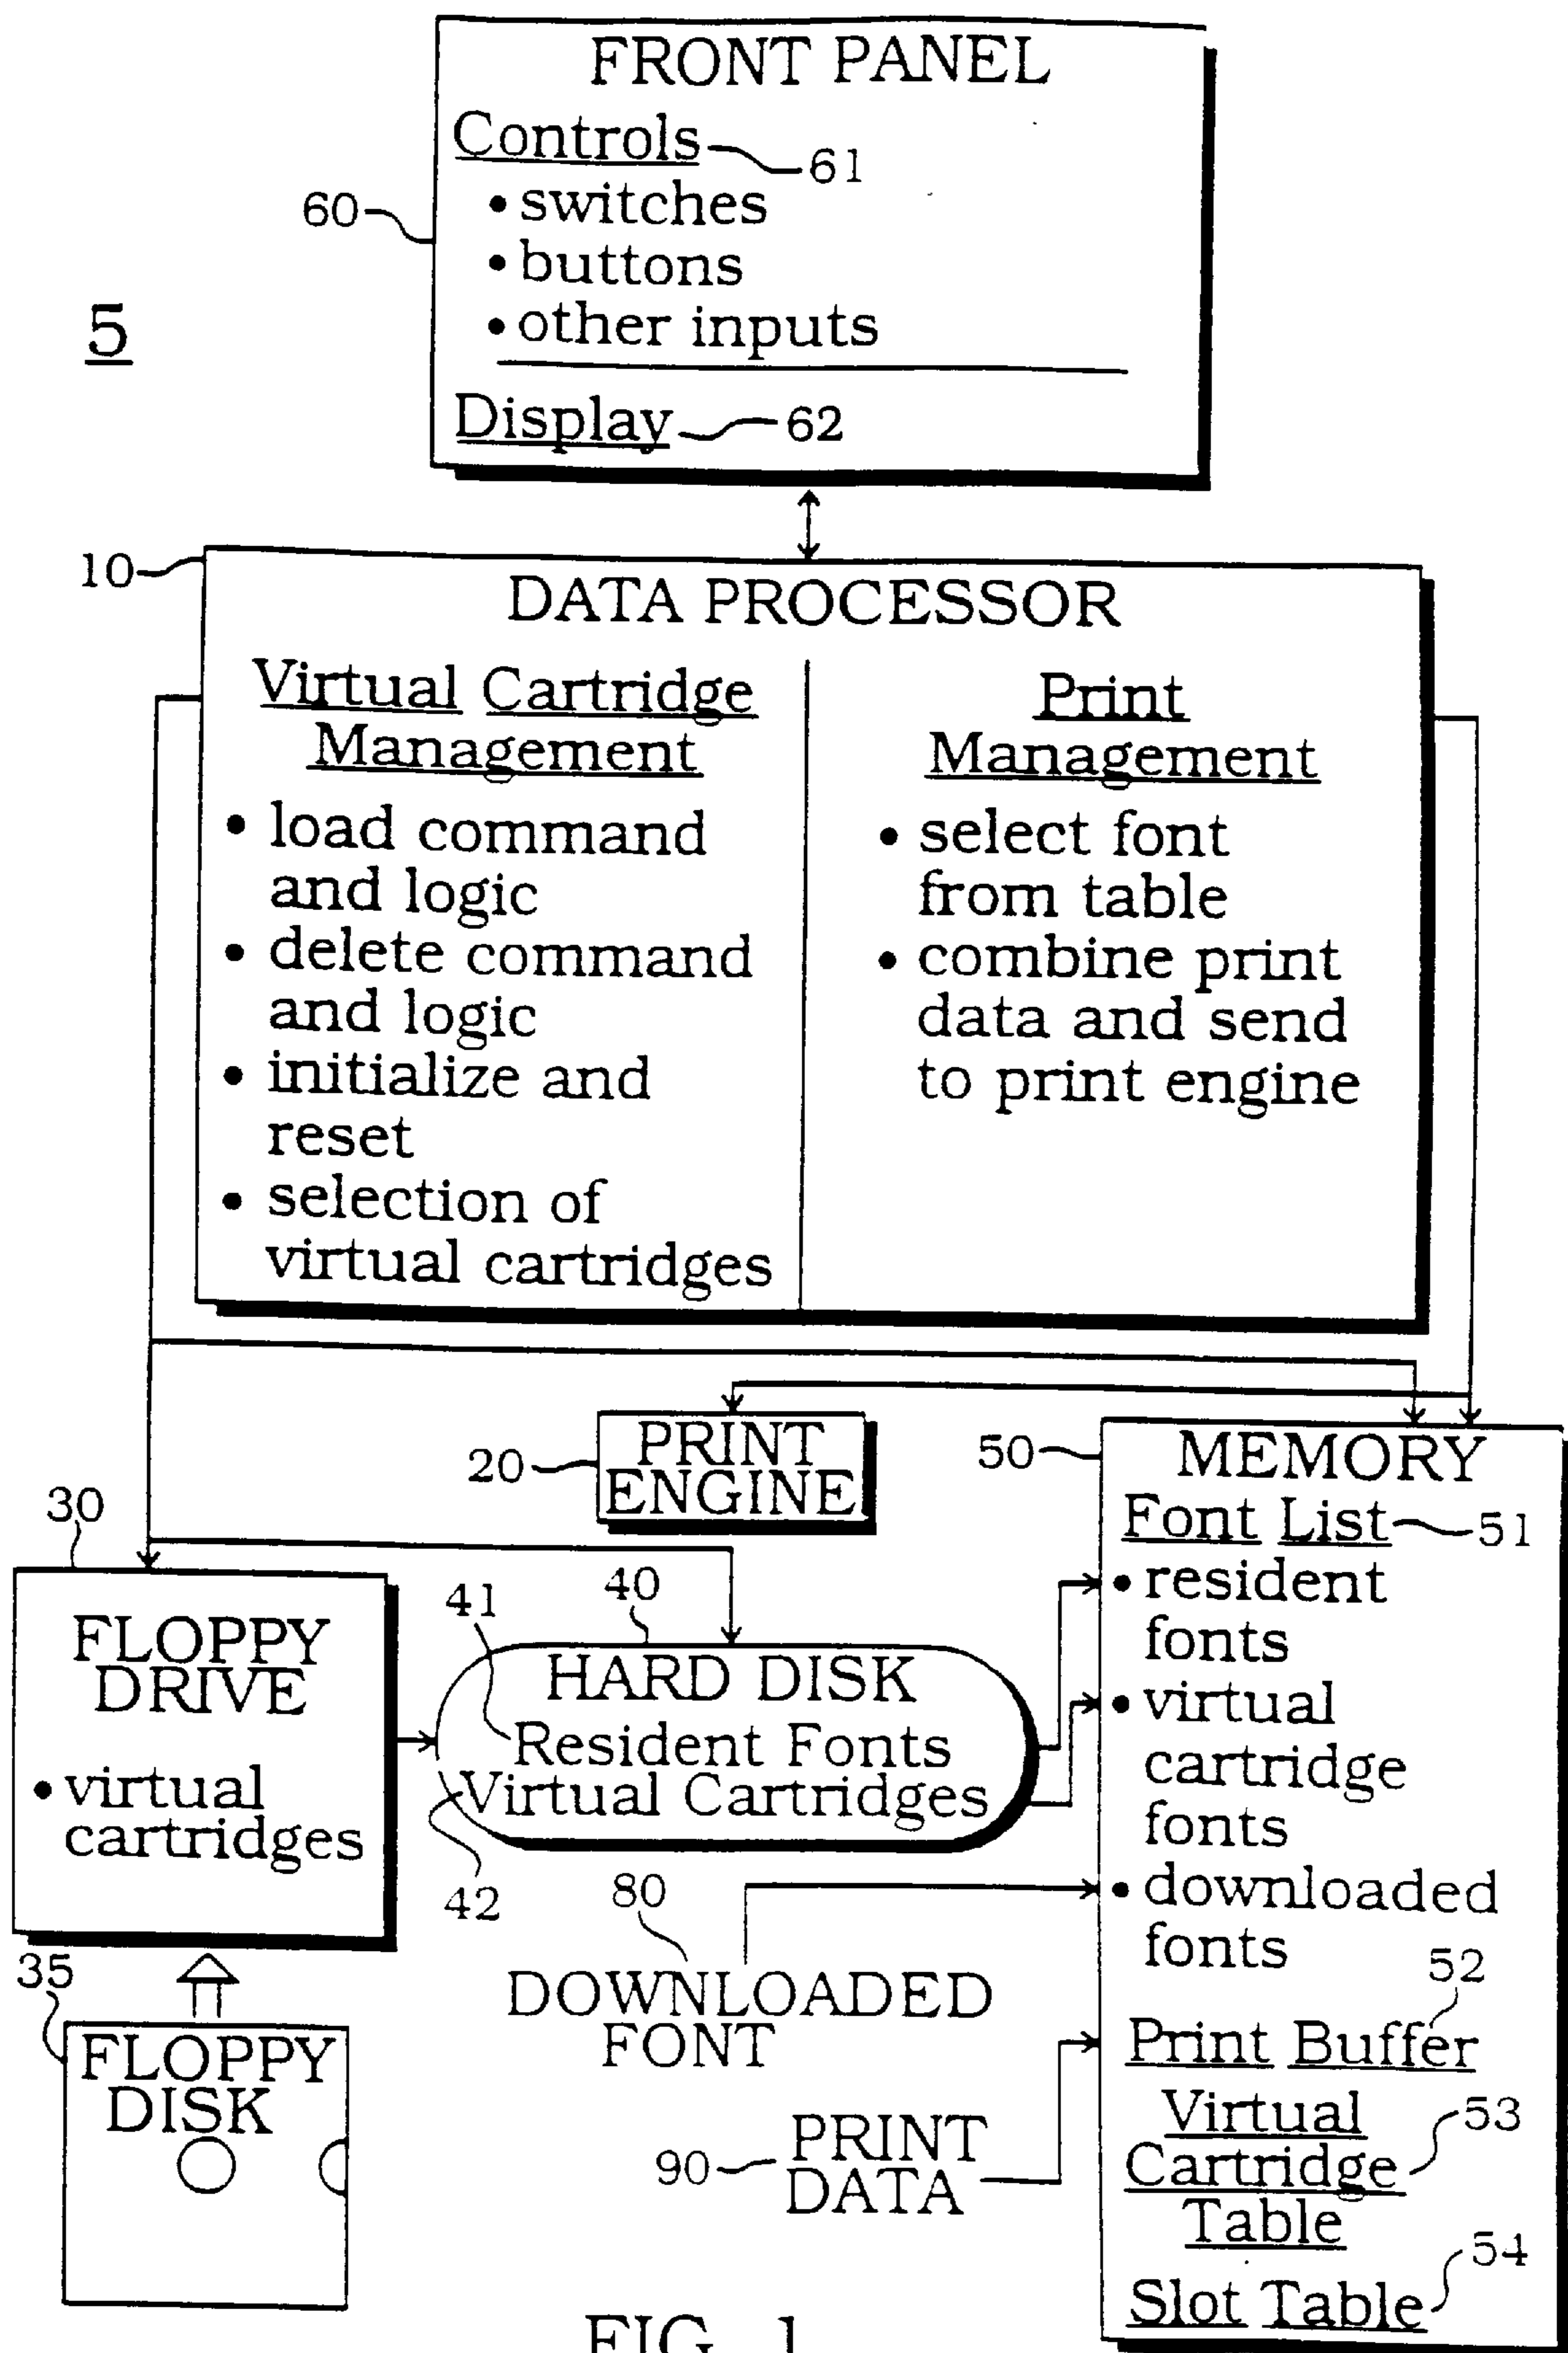 FRONT PANEL
Controls
61
• switches
60
• buttons
• other inputs
5
Display
62
10
DATA PROCESSOR
Virtual Cartridge
Management
• load command
and logic
• delete command
and logic
• initialize and
reset
• selection of
virtual cartridges
Print
Management
• select font
from table
• combine print
data and send
to print engine
20
PRINT
ENGINE
30
FLOPPY
DRIVE
• virtual
cartridges
35
FLOPPY
DISK
40
41
HARD DISK
Resident Fonts
Virtual Cartridges
42
80
DOWNLOADED
FONT
90
PRINT
DATA
50
MEMORY
Font List
51
• resident
fonts
• virtual
cartridge
fonts
• downloaded
fonts
52
Print Buffer
Virtual
53
Cartridge
Table
54
Slot Table
FIG. 1